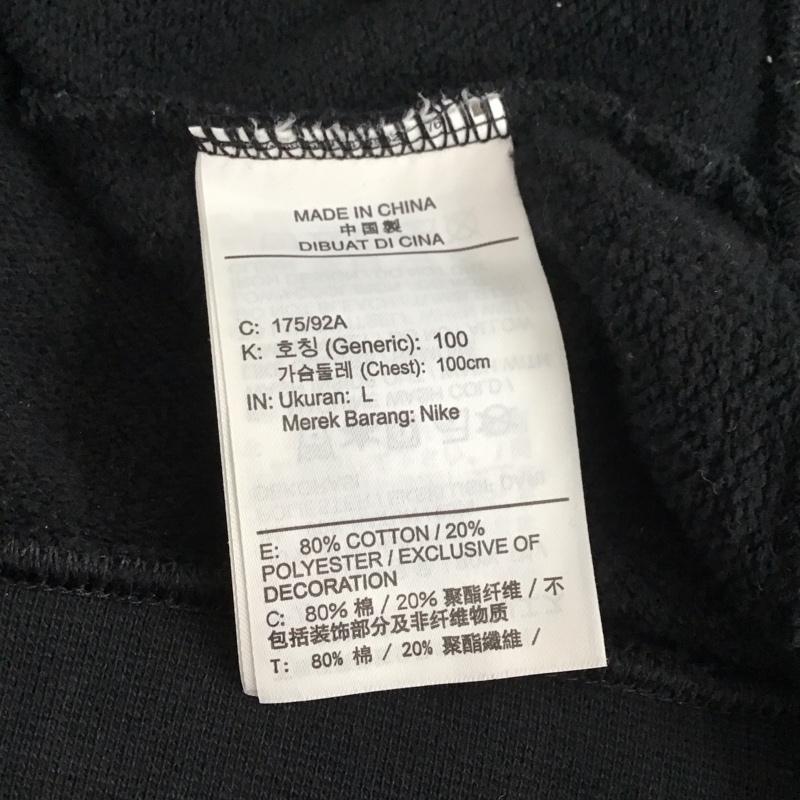 MADE IN CHINA
中国製
DIBUAT DI CINA
C: 175/92A
K: 호칭 (Generic): 100
가슴둘레 (Chest): 100cm
IN: Ukuran: L
Merek Barang: Nike
E: 80% COTTON / 20%
POLYESTER / EXCLUSIVE OF
DECORATION
C: 80% 棉 / 20% 聚酯纤维 / 不
包括装饰部分及非纤维物质
T: 80% 棉 / 20% 聚酯纖維 /